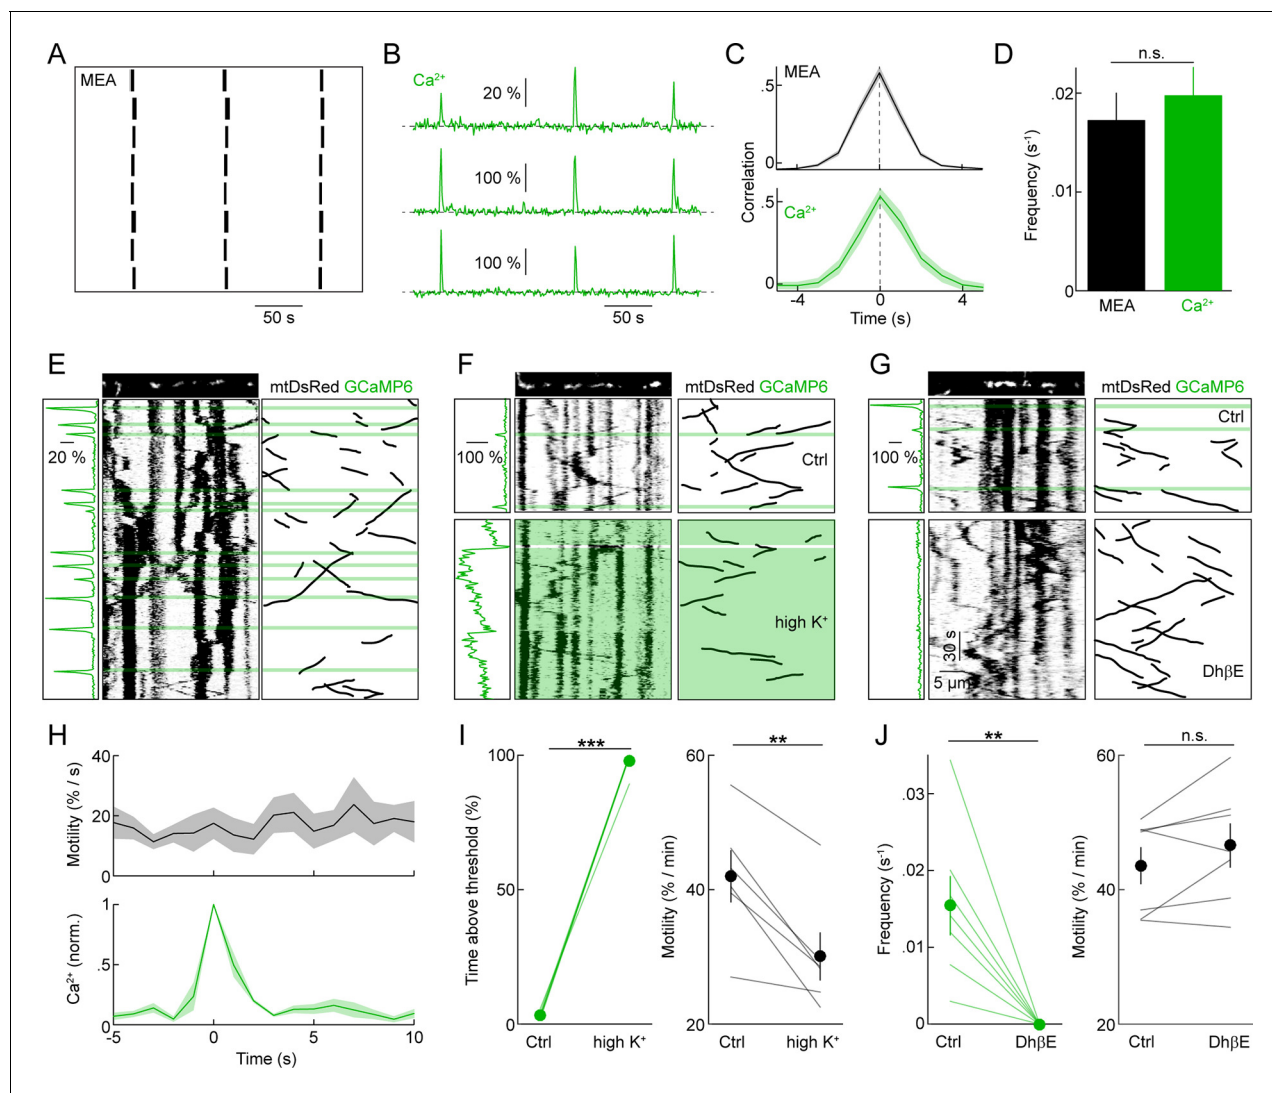 A
MEA
50 s
B
Ca²⁺
20 %
100 %
100 %
50 s
C
MEA
.5
0
Correlation
Ca²⁺
.5
0
-4 0 4
Time (s)
D
n.s.
.02
.01
0
Frequency (s⁻¹)
MEA Ca²⁺
E
mtDsRed GCaMP6
20 %
F
mtDsRed GCaMP6
100 %
Ctrl
high K⁺
G
mtDsRed GCaMP6
Ctrl
100 %
30 s
5 µm
DhβE
H
40
20
0
Motility (% / s)
1
.5
0
Ca²⁺ (norm.)
-5 0 5 10
Time (s)
I
***
100
50
0
Time above threshold (%)
Ctrl high K⁺
**
60
40
20
Motility (% / min)
Ctrl high K⁺
J
**
.03
.02
.01
0
Frequency (s⁻¹)
Ctrl DhβE
n.s.
60
40
20
Motility (% / min)
Ctrl DhβE